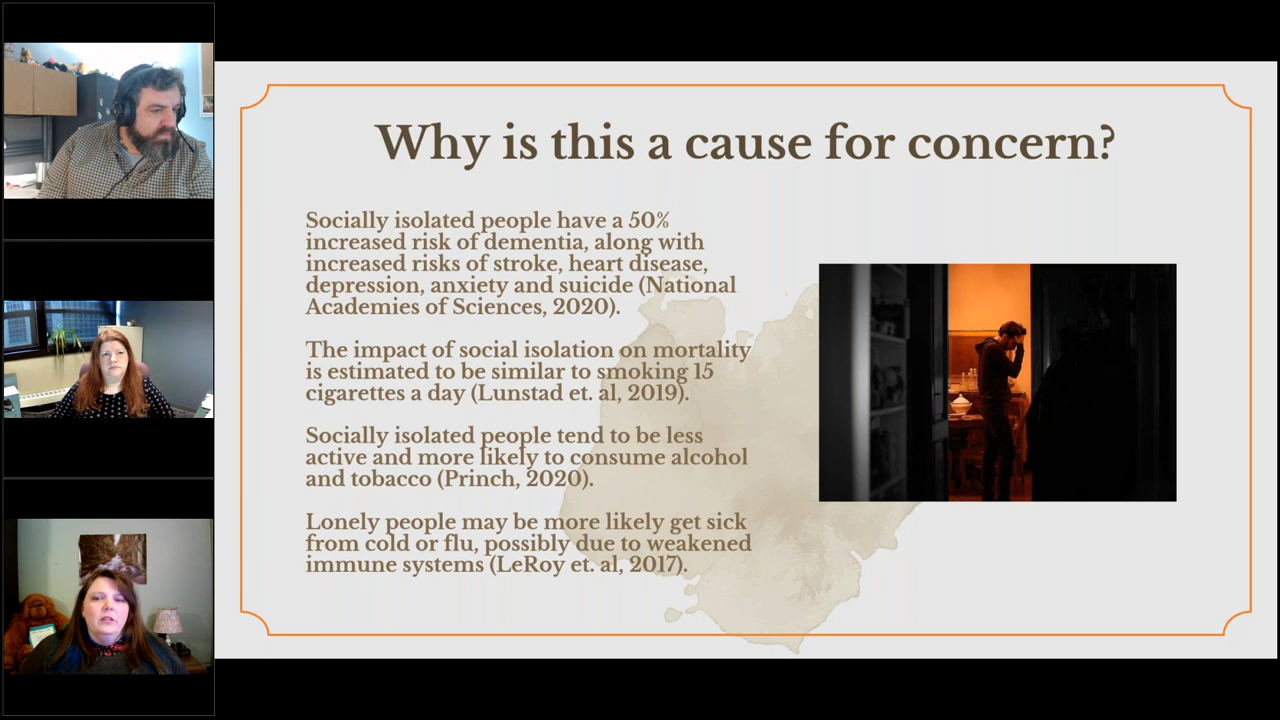 Why is this a cause for concern?
Socially isolated people have a 50%
increased risk of dementia, along with
increased risks of stroke, heart disease,
depression, anxiety and suicide (National
Academies of Sciences, 2020).
The impact of social isolation on mortality
is estimated to be similar to smoking 15
cigarettes a day (Lunstad et. al, 2019).
Socially isolated people tend to be less
active and more likely to consume alcohol
and tobacco (Princh, 2020).
Lonely people may be more likely get sick
from cold or flu, possibly due to weakened
immune systems (LeRoy et. al, 2017).